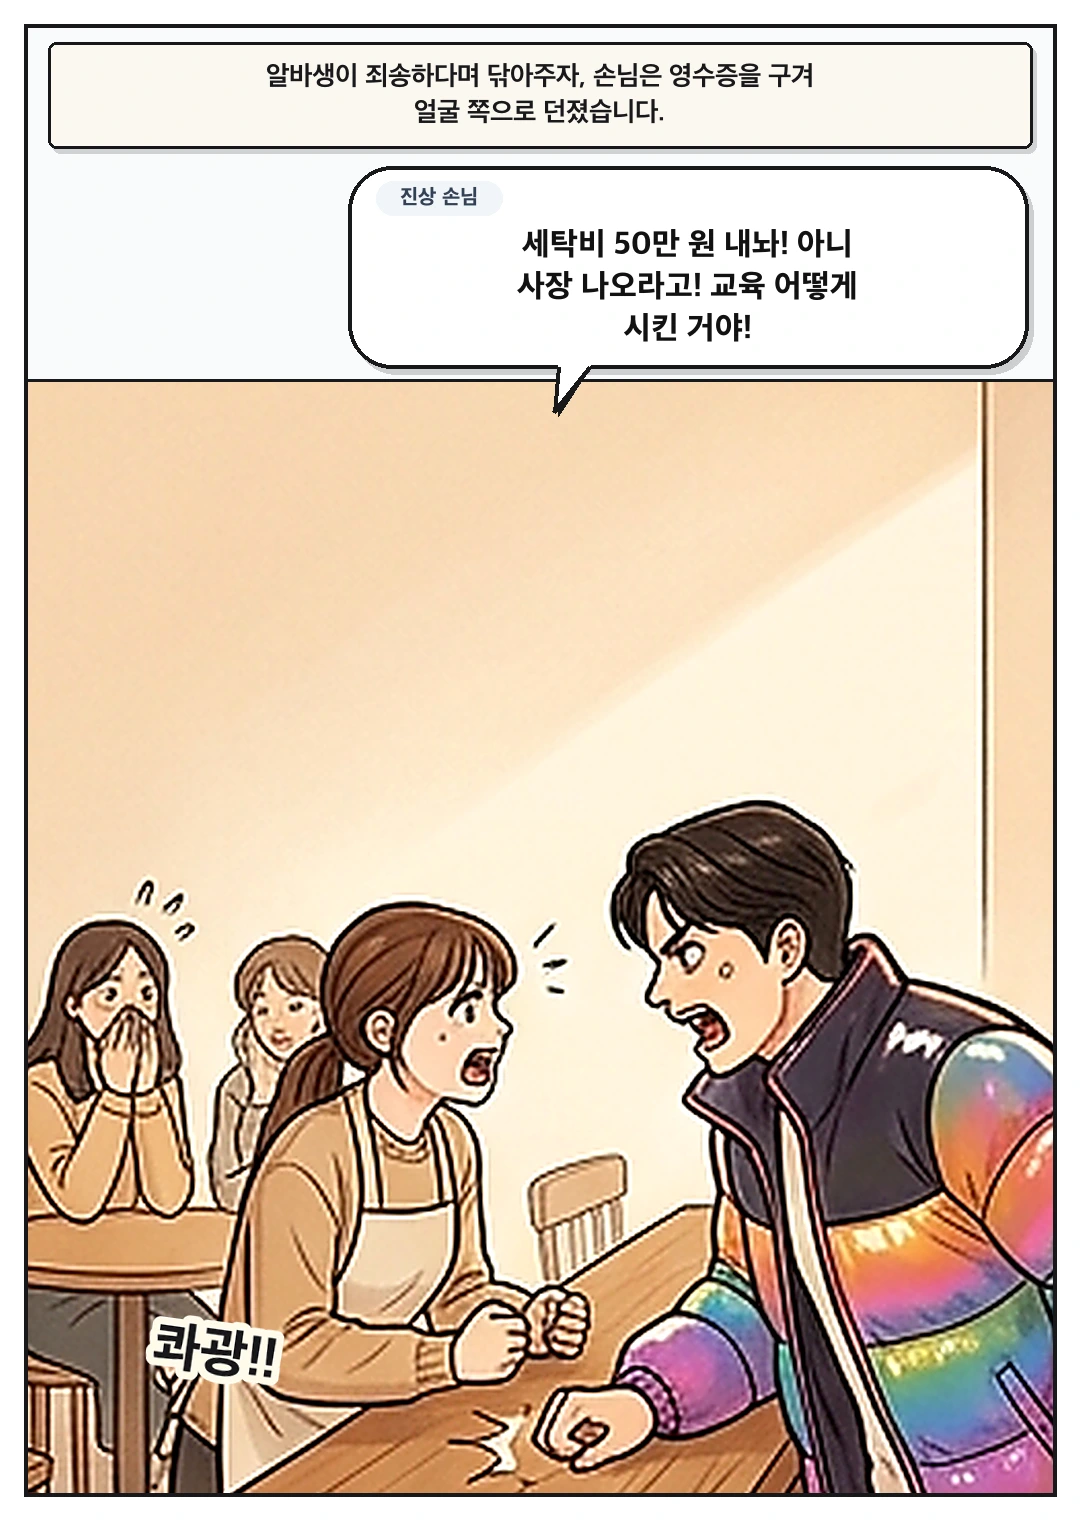 알바생이 죄송하다며 닦아주자, 손님은 영수증을 구겨
얼굴 쪽으로 던졌습니다.
진상 손님
세탁비 50만 원 내놔! 아니
사장 나오라고! 교육 어떻게
시킨 거야!
콰광!!